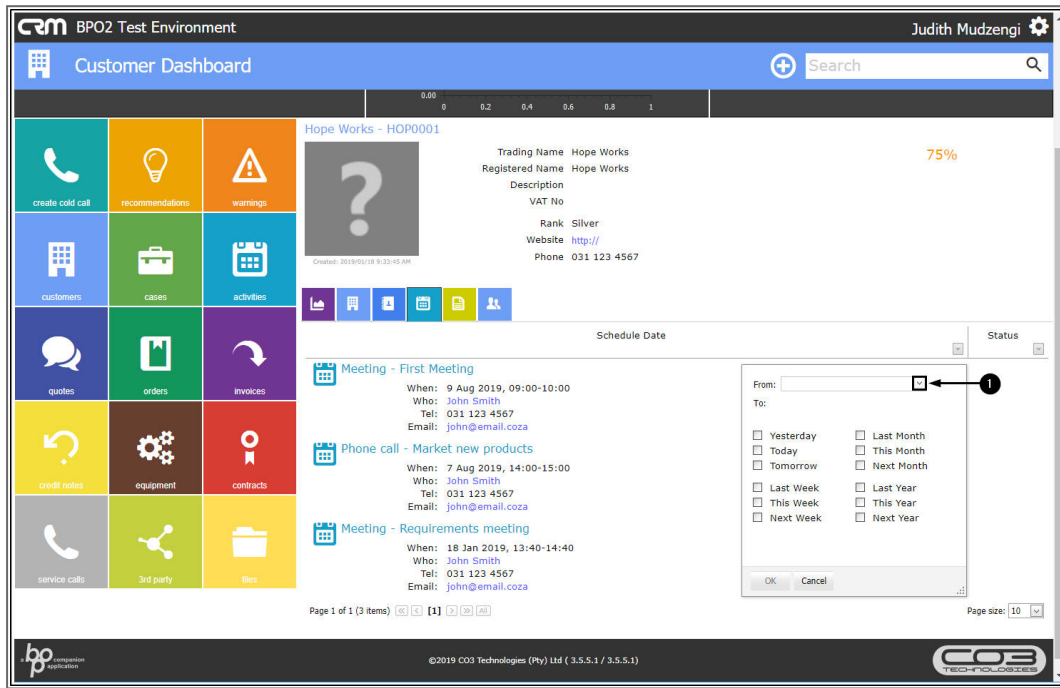 CRM BPO2 Test Environment
Judith Mudzengi
Customer Dashboard
Search
0.00
0 0.2 0.4 0.6 0.8 1
create cold call
recommendations
warnings
customers
cases
activities
quotes
orders
invoices
credit notes
equipment
contracts
service calls
3rd party
files
Hope Works - HOP0001
?
Created: 2019/01/18 9:33:45 AM
Trading Name Hope Works
Registered Name Hope Works
Description
VAT No
Rank Silver
Website http://
Phone 031 123 4567
75%
Schedule Date
Status
Meeting - First Meeting
When: 9 Aug 2019, 09:00-10:00
Who: John Smith
Tel: 031 123 4567
Email: john@email.coza
Phone call - Market new products
When: 7 Aug 2019, 14:00-15:00
Who: John Smith
Tel: 031 123 4567
Email: john@email.coza
Meeting - Requirements meeting
When: 18 Jan 2019, 13:40-14:40
Who: John Smith
Tel: 031 123 4567
Email: john@email.coza
From:
1
To:
Yesterday Last Month
Today This Month
Tomorrow Next Month
Last Week Last Year
This Week This Year
Next Week Next Year
OK Cancel
Page 1 of 1 (3 items) [1] All
Page size: 10
a bpo companion
application
©2019 CO3 Technologies (Pty) Ltd ( 3.5.5.1 / 3.5.5.1)
CO3
TECHNOLOGIES